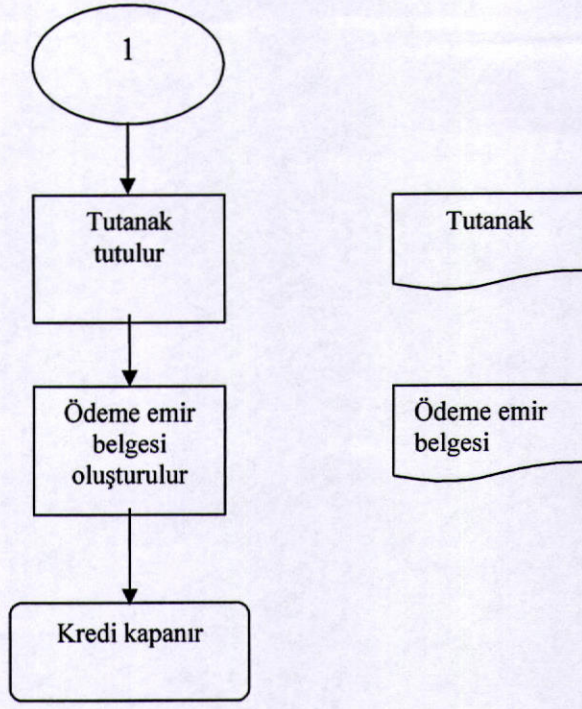 1
Tutanak
tutulur
Tutanak
Ödeme emir
belgesi
oluşturulur
Ödeme emir
belgesi
Kredi kapanır